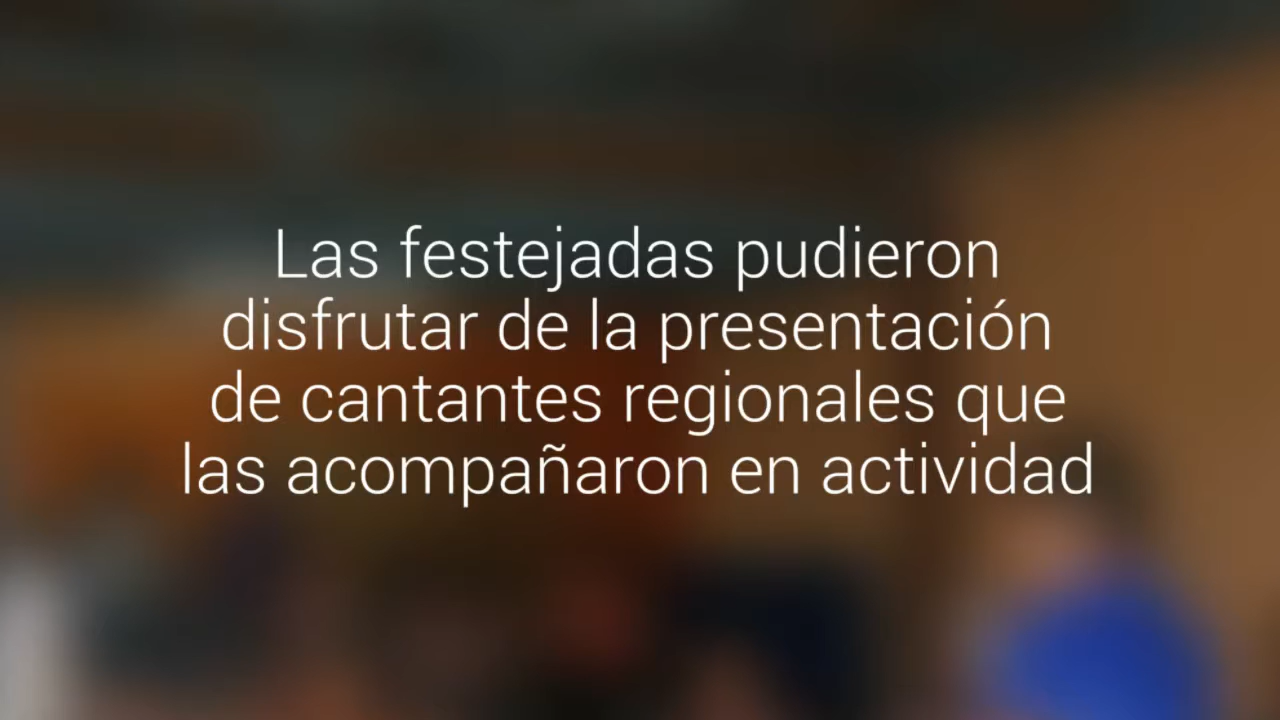 Las festejadas pudieron
disfrutar de la presentación
de cantantes regionales que
las acompañaron en actividad